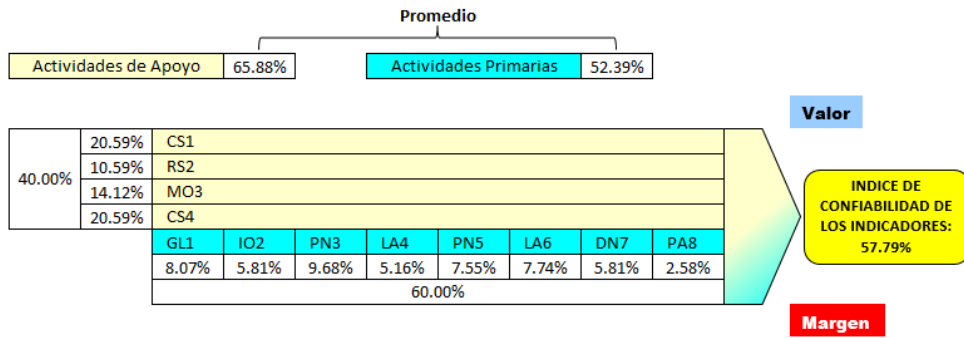 Promedio
Actividades de Apoyo 65.88% Actividades Primarias 52.39%
Valor
40.00%
20.59% CS1
10.59% RS2
14.12% MO3
20.59% CS4
INDICE DE
CONFIABILIDAD DE
LOS INDICADORES:
57.79%
GL1 IO2 PN3 LA4 PN5 LA6 DN7 PA8
8.07% 5.81% 9.68% 5.16% 7.55% 7.74% 5.81% 2.58%
60.00%
Margen